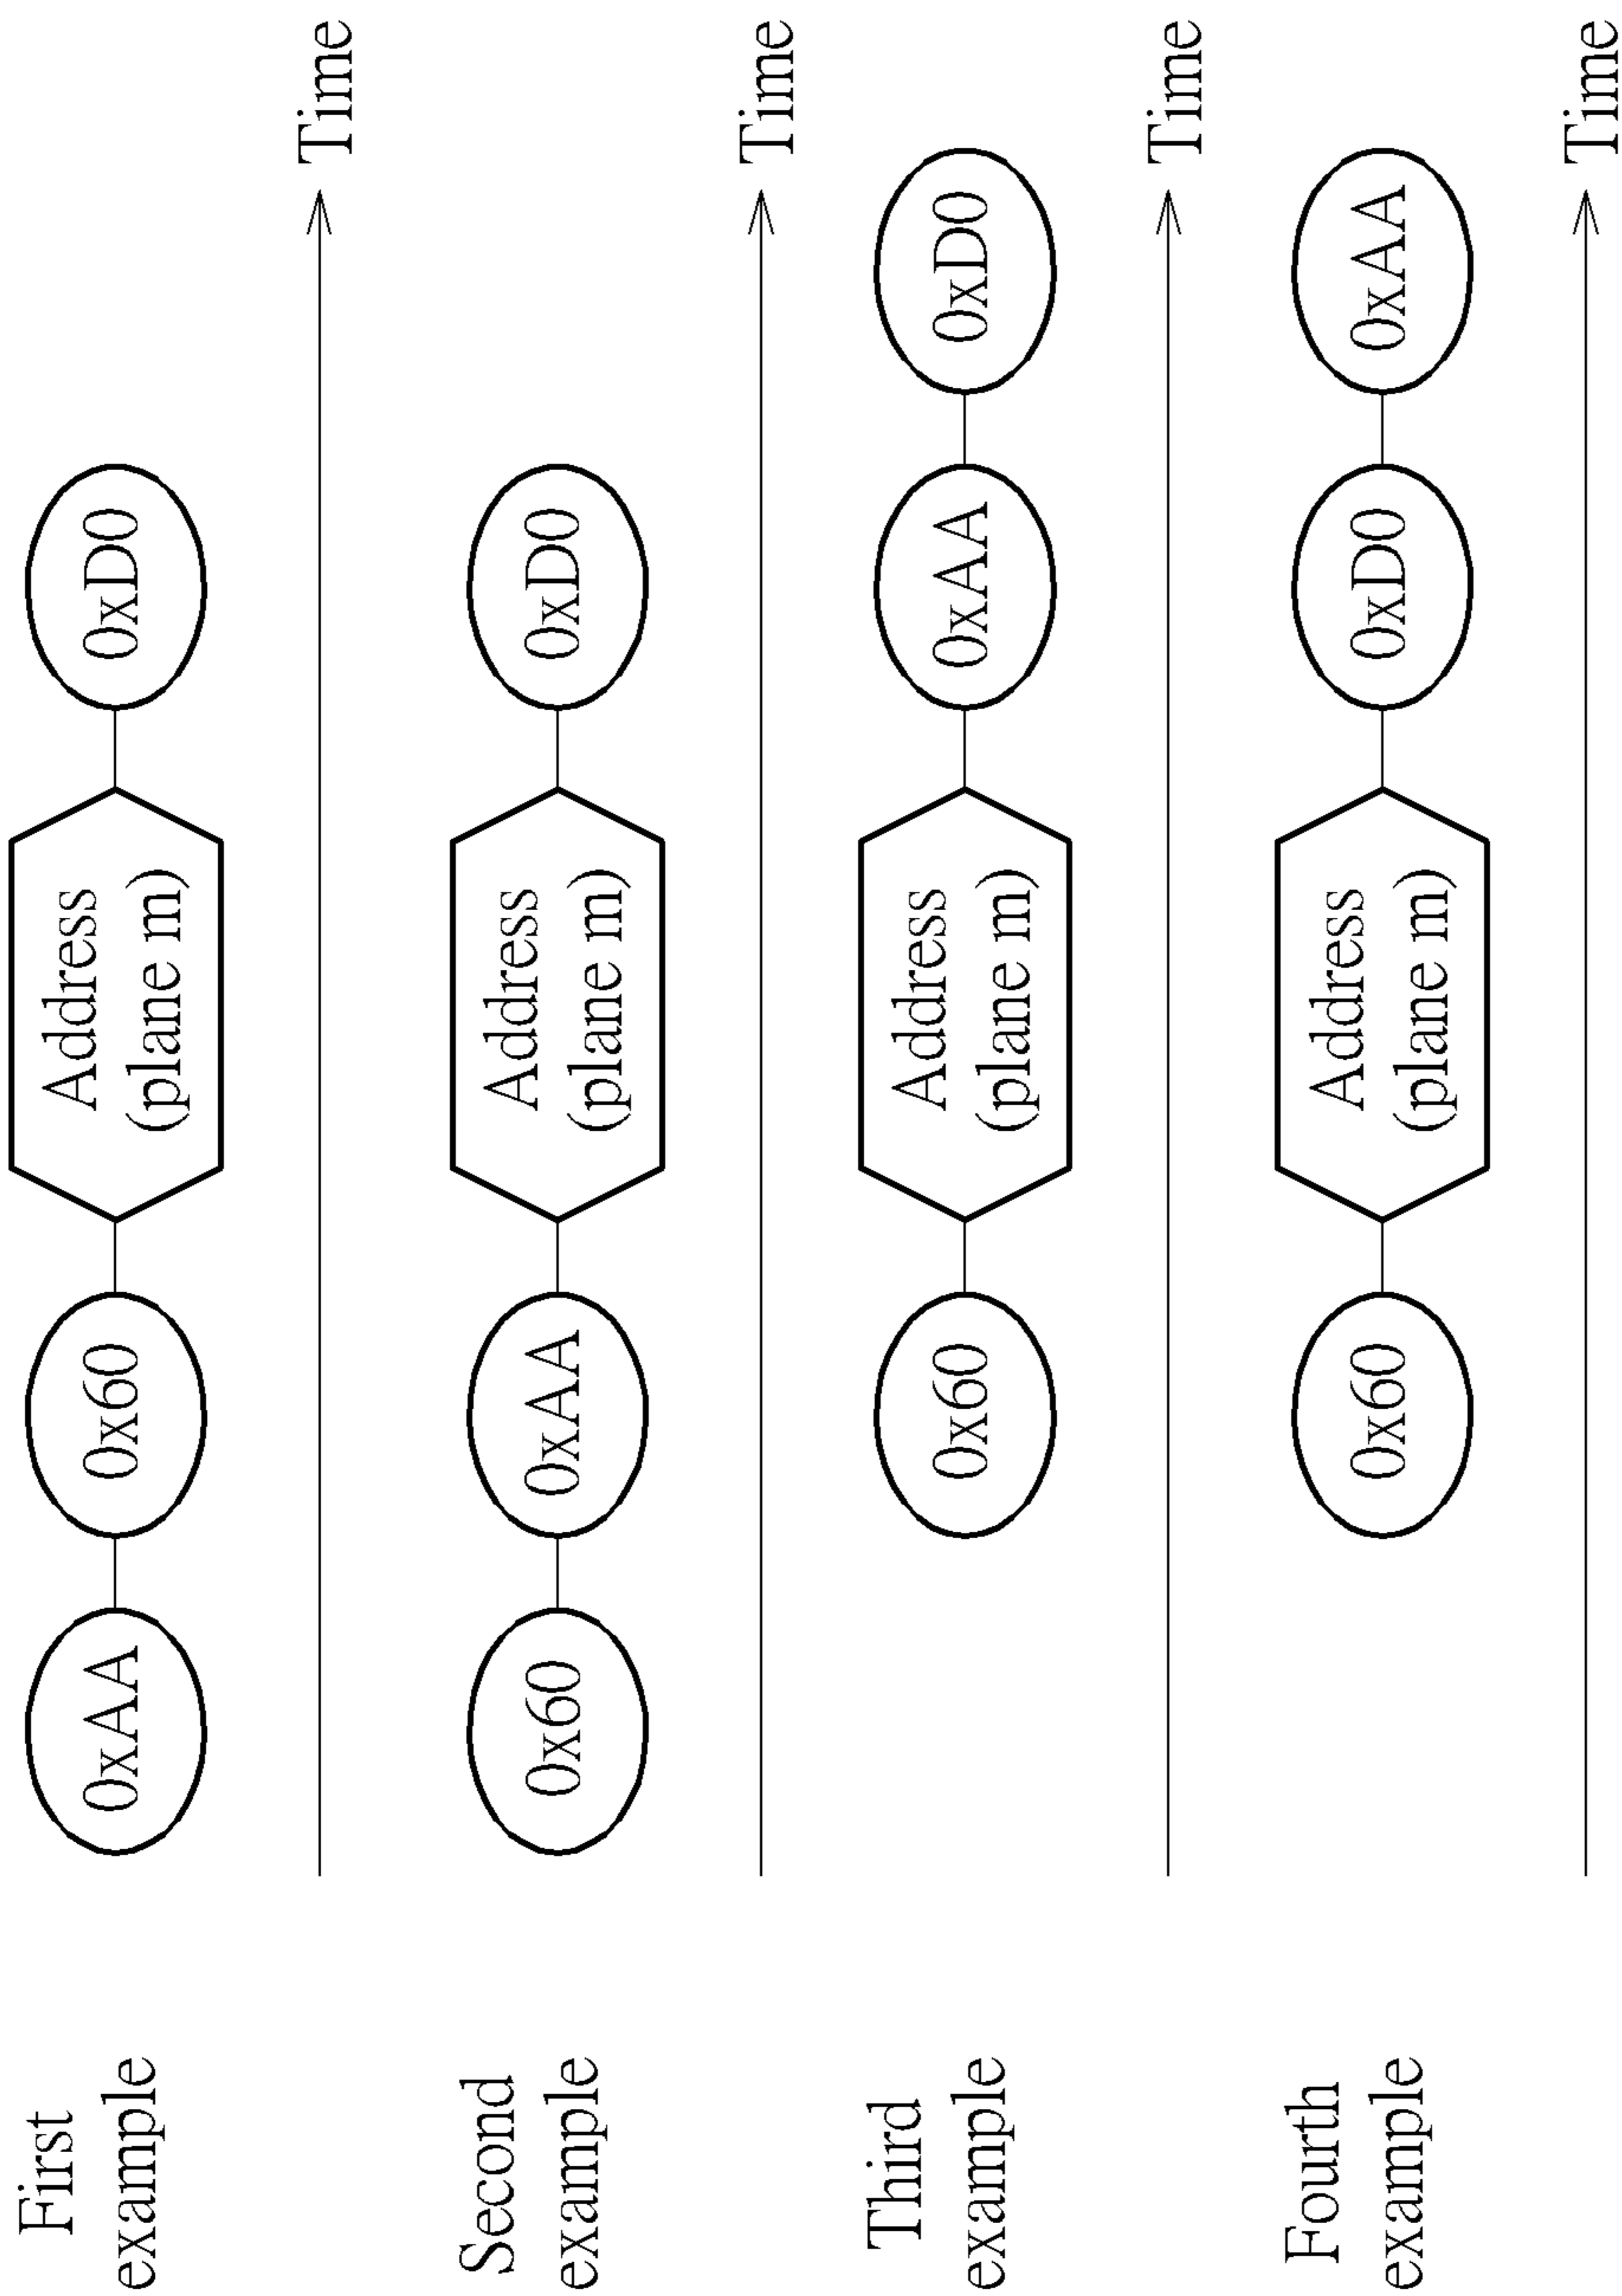 First
example
0xAA
0x60
Address
(plane m)
0xD0
Time
Second
example
0x60
0xAA
Address
(plane m)
0xD0
Time
Third
example
0x60
Address
(plane m)
0xAA
0xD0
Time
Fourth
example
0x60
Address
(plane m)
0xD0
0xAA
Time